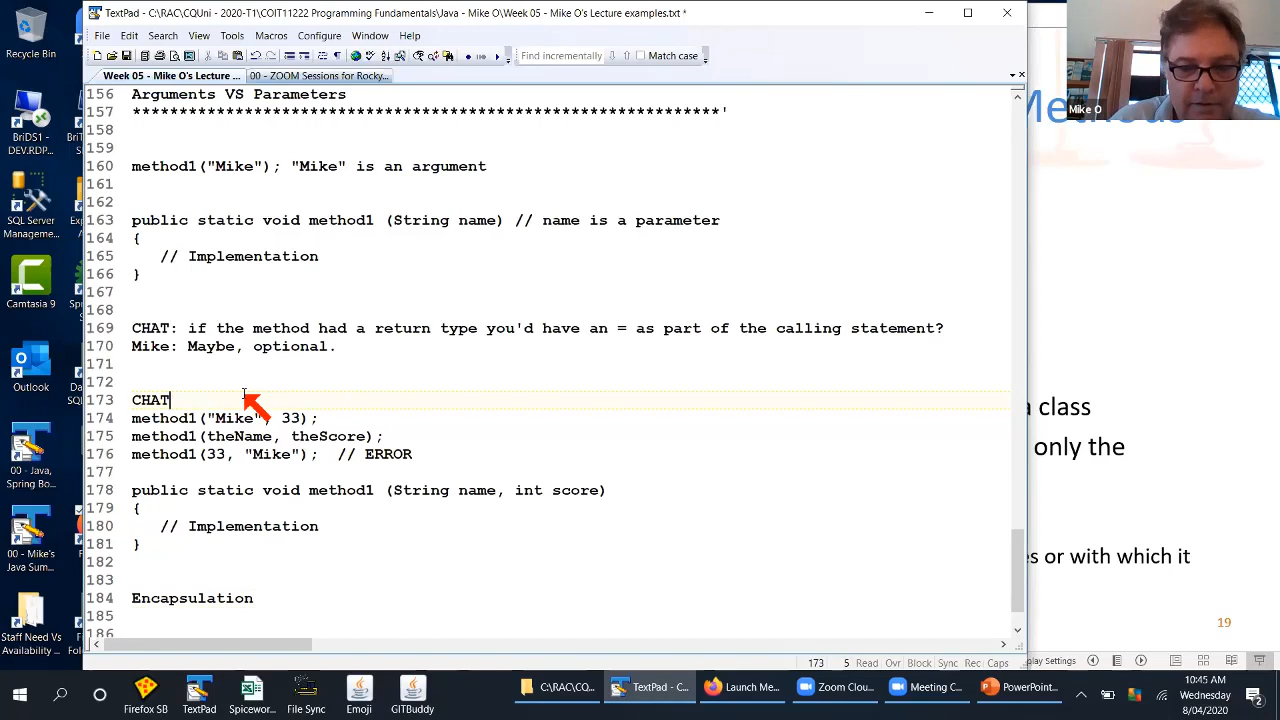 TextPad - C:\RAC\CQUni - 2020-T1\COIT11222 Programming Fundamentals\Java - Mike O\Week 05 - Mike O's Lecture examples.txt *
File Edit Search View Tools Macros Configure Window Help
Find incrementally Match case
Week 05 - Mike O's Lecture ... 00 - ZOOM Sessions for Rocky...
156 Arguments VS Parameters
157 ***************************************************************'
158
159
160 method1("Mike"); "Mike" is an argument
161
162
163 public static void method1 (String name) // name is a parameter
164 {
165 // Implementation
166 }
167
168
169 CHAT: if the method had a return type you'd have an = as part of the calling statement?
170 Mike: Maybe, optional.
171
172
173 CHAT
174 method1("Mike", 33);
175 method1(theName, theScore);
176 method1(33, "Mike"); // ERROR
177
178 public static void method1 (String name, int score)
179 {
180 // Implementation
181 }
182
183
184 Encapsulation
185
186
173 5 Read Ovr Block Sync Rec Caps
Recycle Bin
BriDS1 - DEV.RDP...
SQL Server Manageme...
Camtasia 9
Outlook
00 - Java, Spring Bo...
00 - Mike's Java Sum...
Staff Need Vs Availability ...
Mike O
a class
only the
es or with which it
19
play Settings
Firefox SB TextPad Spicewor... File Sync Emoji GITBuddy
C:\RAC\CQ... TextPad - C... Launch Me... Zoom Clou... Meeting C... PowerPoint...
10:45 AM
Wednesday
8/04/2020
2